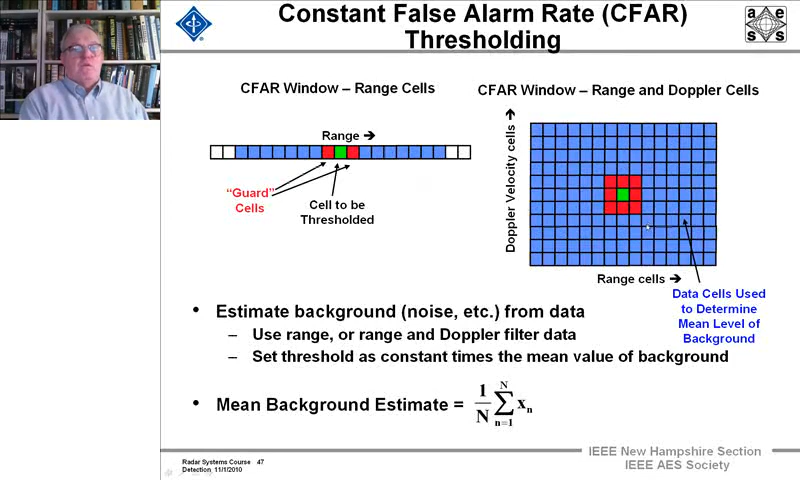 Constant False Alarm Rate (CFAR)
Thresholding
a e
s s
CFAR Window – Range Cells
CFAR Window – Range and Doppler Cells
Range ➔
"Guard"
Cells
Cell to be
Thresholded
Doppler Velocity cells ➔
Range cells ➔
Data Cells Used
to Determine
Mean Level of
Background
• Estimate background (noise, etc.) from data
– Use range, or range and Doppler filter data
– Set threshold as constant times the mean value of background
• Mean Background Estimate = 1/N ∑ n=1 N xn
Radar Systems Course 47
Detection 11/1/2010
IEEE New Hampshire Section
IEEE AES Society